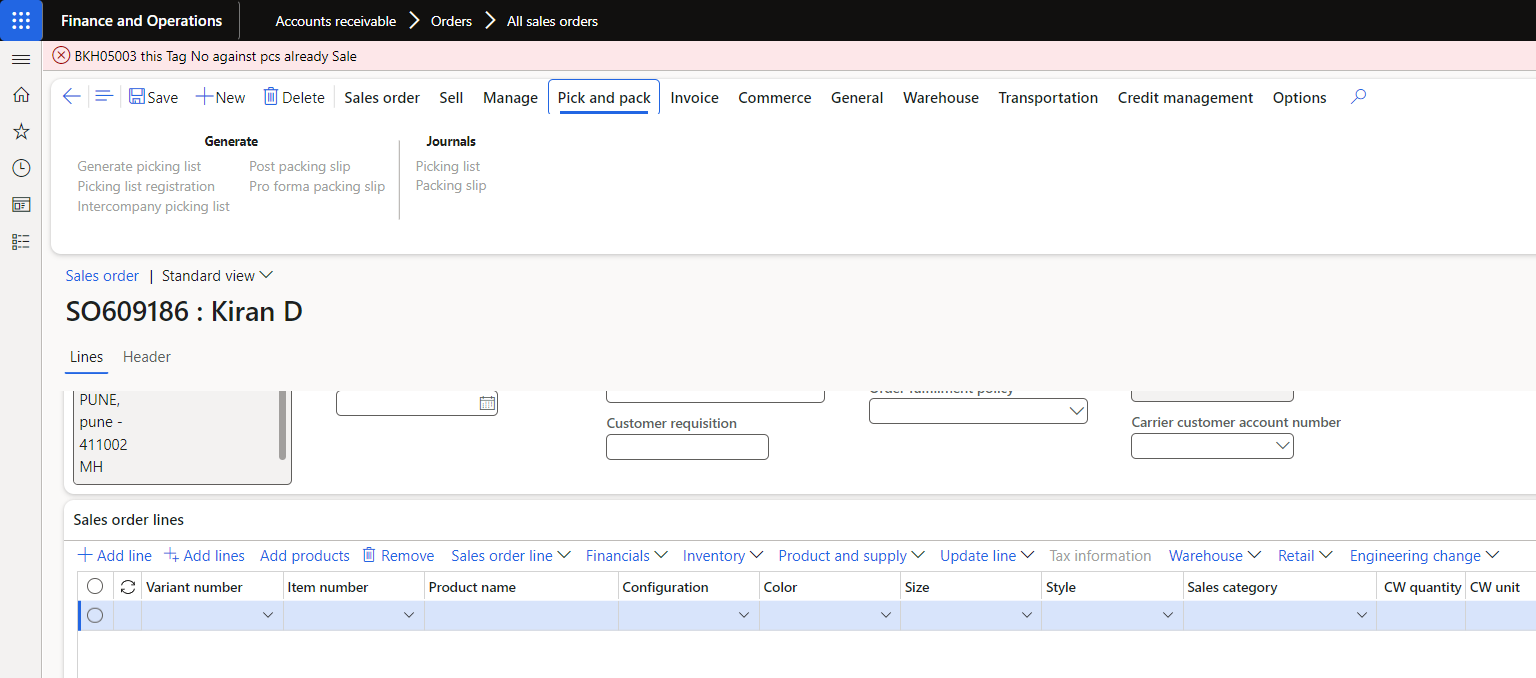 Finance and Operations Accounts receivable Orders All sales orders
BKH05003 this Tag No against pcs already Sale
Save New Delete Sales order Sell Manage Pick and pack Invoice Commerce General Warehouse Transportation Credit management Options
Generate Journals
Generate picking list Post packing slip Picking list
Picking list registration Pro forma packing slip Packing slip
Intercompany picking list
Sales order | Standard view
SO609186 : Kiran D
Lines Header
Order fulfillment policy
PUNE,
pune -
411002
MH
Customer requisition
Carrier customer account number
Sales order lines
Add line Add lines Add products Remove Sales order line Financials Inventory Product and supply Update line Tax information Warehouse Retail Engineering change
Variant number Item number Product name Configuration Color Size Style Sales category CW quantity CW unit